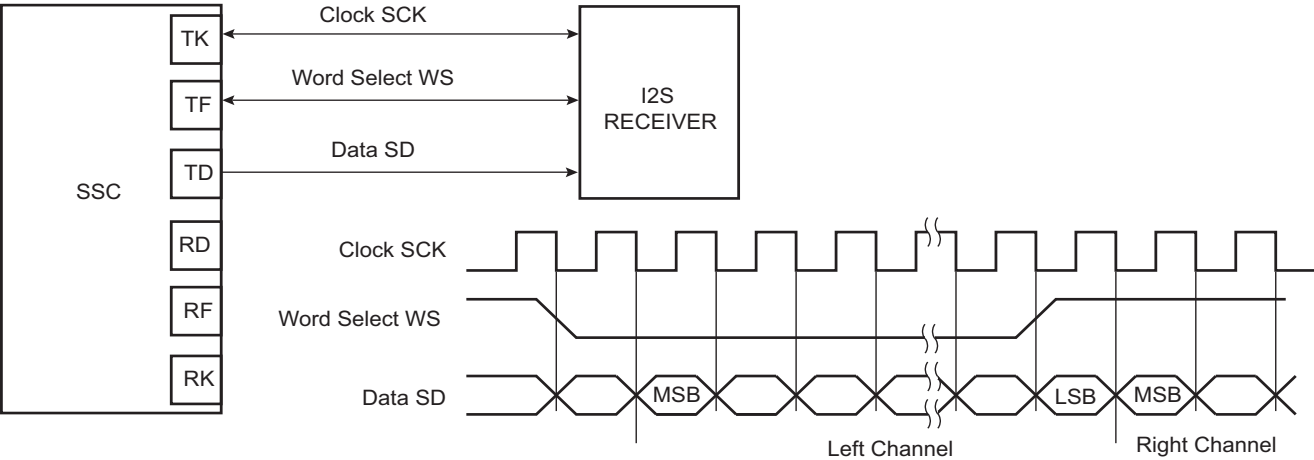 Clock SCK
TK
Word Select WS
TF
I2S
RECEIVER
Data SD
TD
SSC
RD
RF
RK
Clock SCK
Word Select WS
Data SD
MSB
LSB
MSB
Left Channel
Right Channel